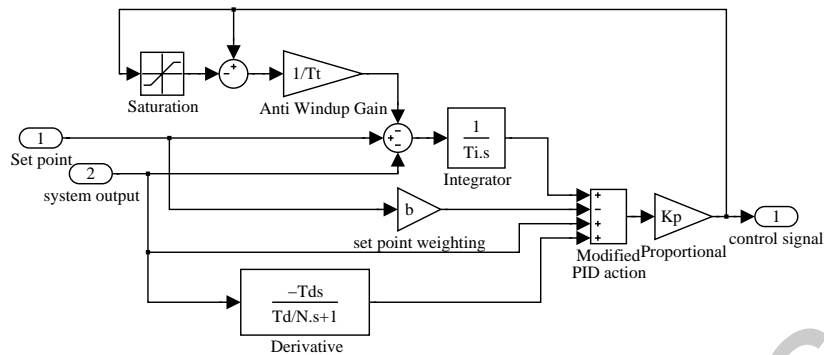 Saturation
− +
1/Tt
Anti Windup Gain
1
Set point
2
system output
−
+
−
1
Ti.s
Integrator
b
set point weighting
+
−
+
+
Modified
PID action
Kp
Proportional
1
control signal
−Tds
Td/N.s+1
Derivative